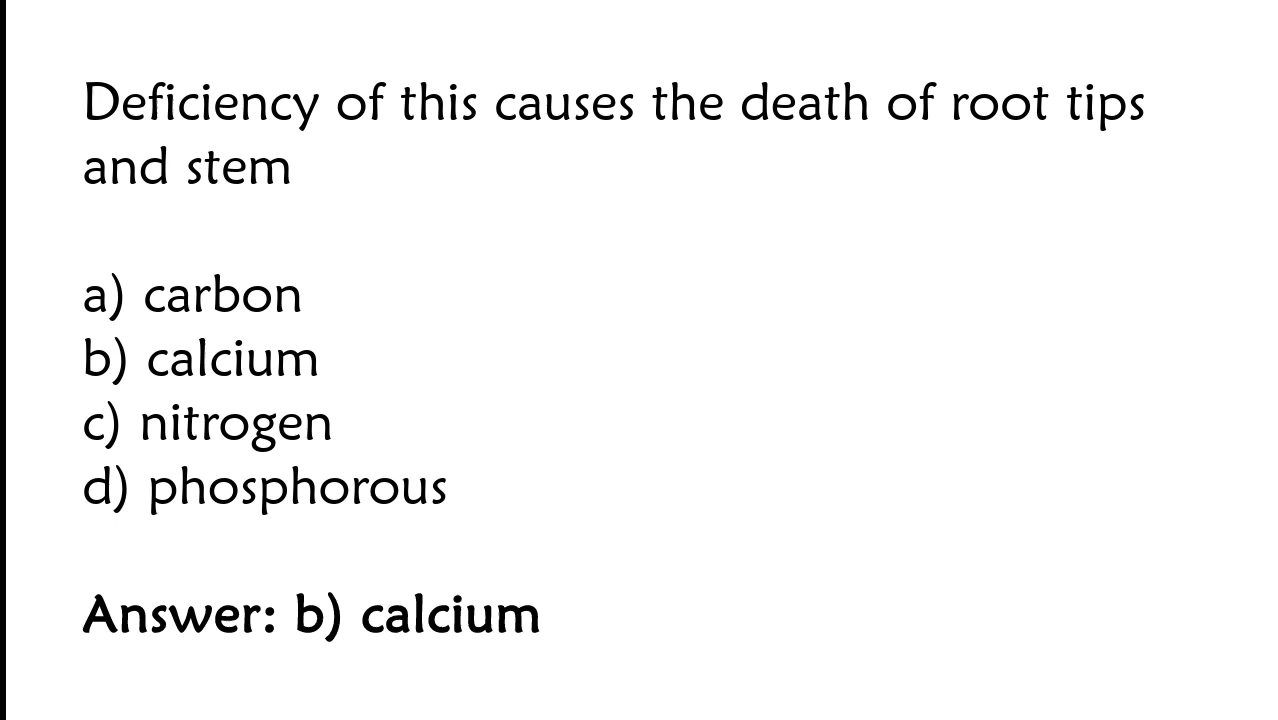 Deficiency of this causes the death of root tips
and stem
a) carbon
b) calcium
c) nitrogen
d) phosphorous
Answer: b) calcium